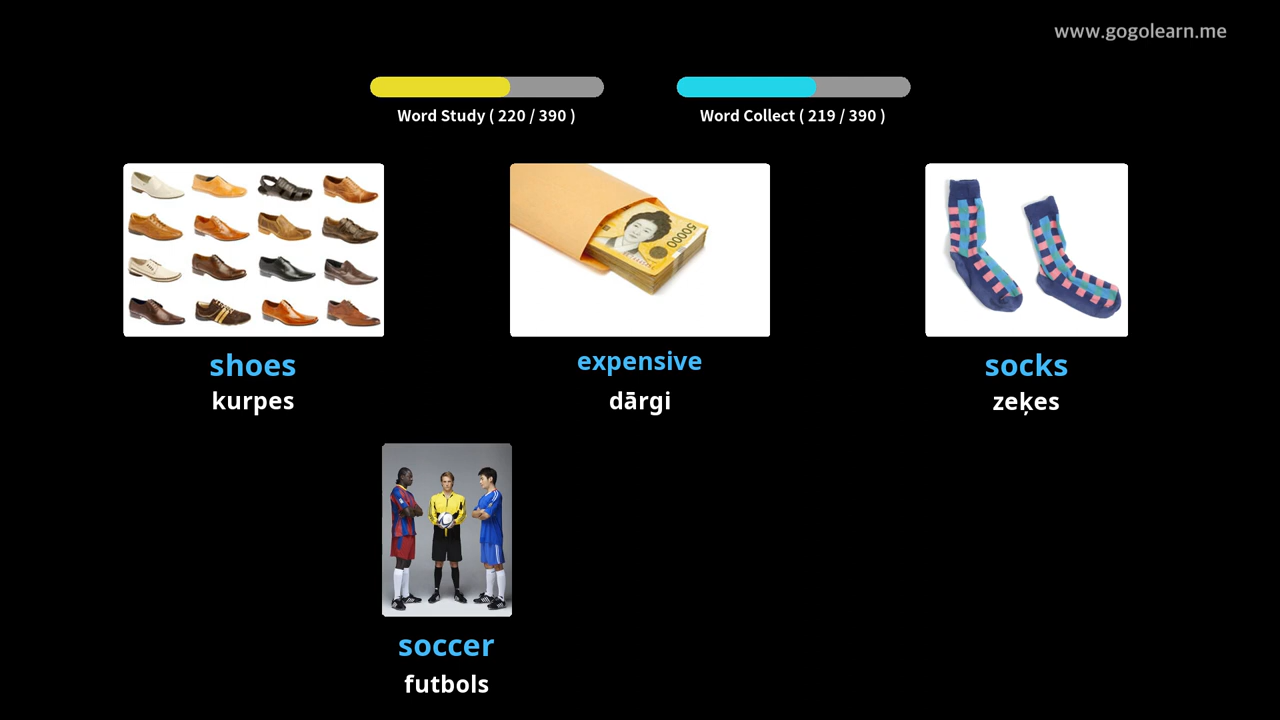 www.gogolearn.me
Word Study ( 220 / 390 )
Word Collect ( 219 / 390 )
shoes
kurpes
expensive
dārgi
socks
zeķes
50000
soccer
futbols